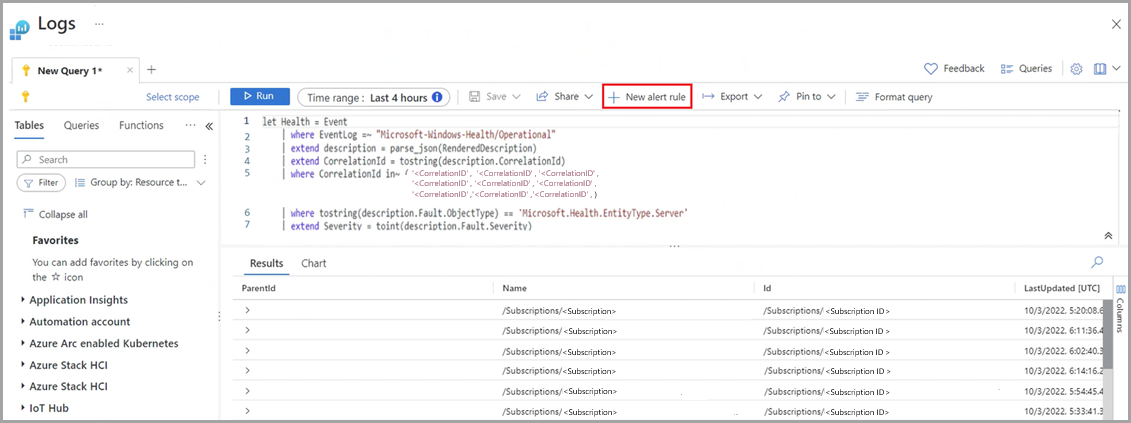 Logs ...
New Query 1*
Feedback Queries
Select scope Run Time range : Last 4 hours Save Share New alert rule Export Pin to Format query
Tables Queries Functions ...
Search
Filter Group by: Resource t...
Collapse all
Favorites
You can add favorites by clicking on
the ☆ icon
Application Insights
Automation account
Azure Arc enabled Kubernetes
Azure Stack HCI
Azure Stack HCI
IoT Hub
1 let Health = Event
2 | where EventLog =~ "Microsoft-Windows-Health/Operational"
3 | extend description = parse_json(RenderedDescription)
4 | extend CorrelationId = tostring(description.CorrelationId)
5 | where CorrelationId in~ ( '<CorrelationID', '<CorrelationID', '<CorrelationID',
'<CorrelationID', '<CorrelationID', '<CorrelationID',
'<CorrelationID','<CorrelationID','<CorrelationID', )
6 | where tostring(description.Fault.ObjectType) == 'Microsoft.Health.EntityType.Server'
7 | extend Severity = toint(description.Fault.Severity)
Results Chart
ParentId Name Id LastUpdated [UTC]
/Subscriptions/<Subscription> /Subscriptions/ <Subscription ID > 10/3/2022, 5:20:08.6
/Subscriptions/<Subscription> /Subscriptions/ <Subscription ID > 10/3/2022, 6:11:36.4
/Subscriptions/<Subscription> /Subscriptions/ <Subscription ID > 10/3/2022, 6:02:40.3
/Subscriptions/<Subscription> /Subscriptions/ <Subscription ID > 10/3/2022, 6:14:16.2
/Subscriptions/<Subscription> /Subscriptions/ <Subscription ID > 10/3/2022, 5:54:45.4
/Subscriptions/<Subscription> /Subscriptions/ <Subscription ID > 10/3/2022, 5:33:41.3
Columns